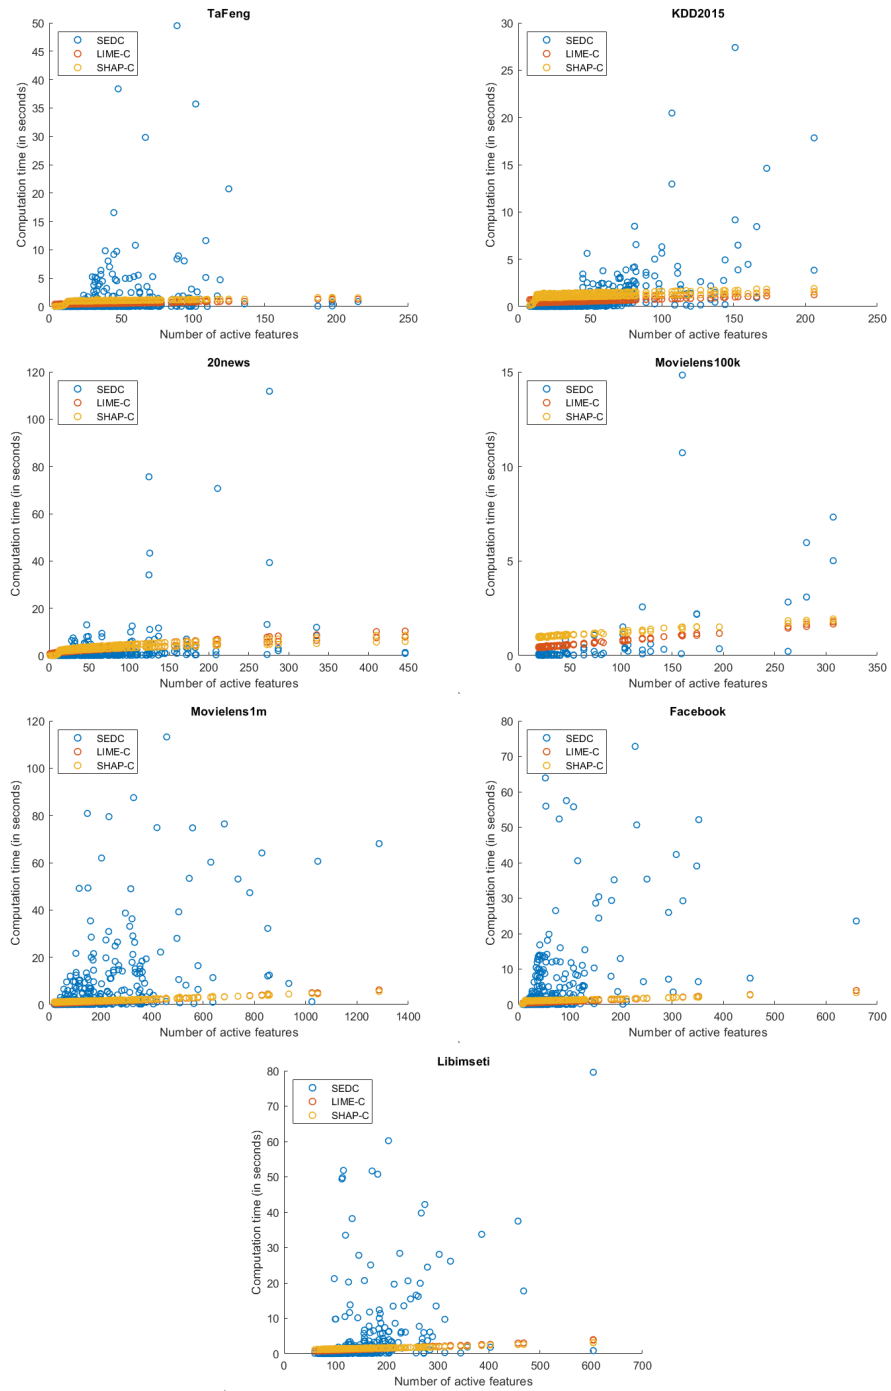 TaFeng
50
45
40
35
30
25
20
15
10
5
0
Computation time (in seconds)
SEDC
LIME-C
SHAP-C
50
100
150
200
250
Number of active features
KDD2015
30
25
20
15
10
5
0
Computation time (in seconds)
SEDC
LIME-C
SHAP-C
50
100
150
200
250
Number of active features
20news
120
100
80
60
40
20
0
Computation time (in seconds)
SEDC
LIME-C
SHAP-C
0
50
100
150
200
250
300
350
400
450
Number of active features
Movielens100k
15
10
5
0
Computation time (in seconds)
SEDC
LIME-C
SHAP-C
0
50
100
150
200
250
300
350
Number of active features
Movielens1m
120
100
80
60
40
20
0
Computation time (in seconds)
SEDC
LIME-C
SHAP-C
200
400
600
800
1000
1200
1400
Number of active features
Facebook
80
70
60
50
40
30
20
10
0
Computation time (in seconds)
SEDC
LIME-C
SHAP-C
0
100
200
300
400
500
600
700
Number of active features
Libimseti
80
70
60
50
40
30
20
10
0
Computation time (in seconds)
SEDC
LIME-C
SHAP-C
0
100
200
300
400
500
600
700
Number of active features